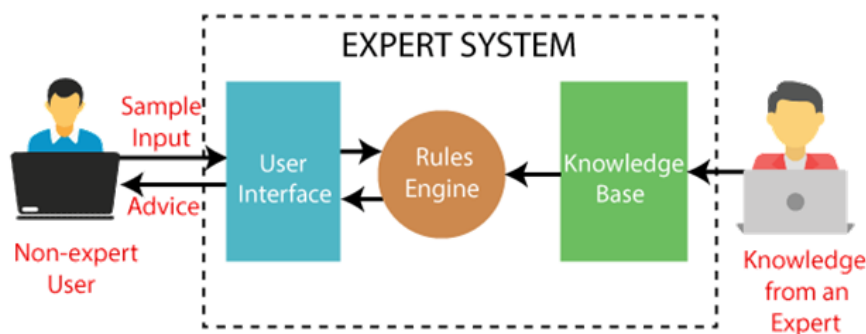 EXPERT SYSTEM
Sample
Input
Advice
Non-expert
User
User
Interface
Rules
Engine
Knowledge
Base
Knowledge
from an
Expert